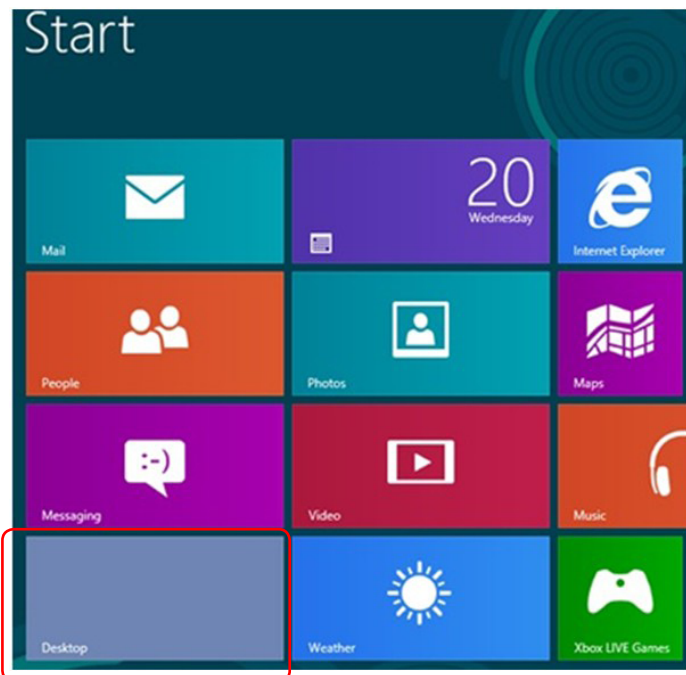 Start
Mail
20
Wednesday
Internet Explorer
People
Photos
Maps
:-)
Messaging
Video
Music
Desktop
Weather
Xbox LIVE Games